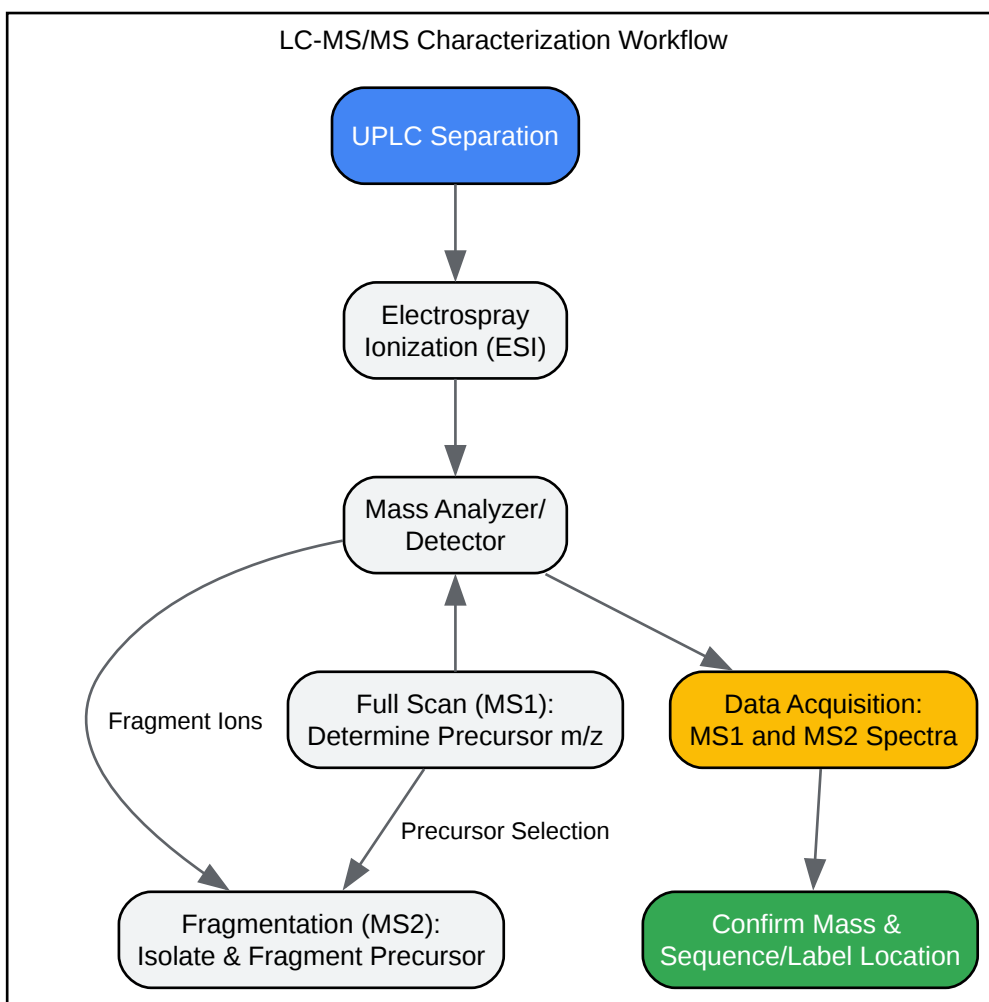 LC-MS/MS Characterization Workflow
UPLC Separation
Electrospray
Ionization (ESI)
Mass Analyzer/
Detector
Fragment Ions
Full Scan (MS1):
Determine Precursor m/z
Data Acquisition:
MS1 and MS2 Spectra
Precursor Selection
Fragmentation (MS2):
Isolate & Fragment Precursor
Confirm Mass &
Sequence/Label Location